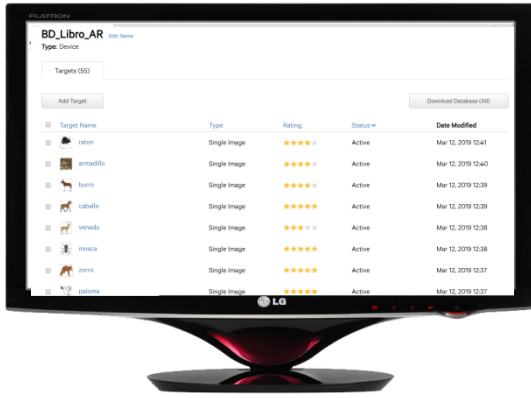 FLATRON
BD_Libro_AR Edit Name
Type: Device
Targets (55)
Add Target Download Database (All)
Target Name Type Rating Status Date Modified
raton Single Image Active Mar 12, 2019 12:41
armadillo Single Image Active Mar 12, 2019 12:40
burro Single Image Active Mar 12, 2019 12:39
caballo Single Image Active Mar 12, 2019 12:39
venado Single Image Active Mar 12, 2019 12:38
mosca Single Image Active Mar 12, 2019 12:38
zorro Single Image Active Mar 12, 2019 12:37
paloma Single Image Active Mar 12, 2019 12:37
LG